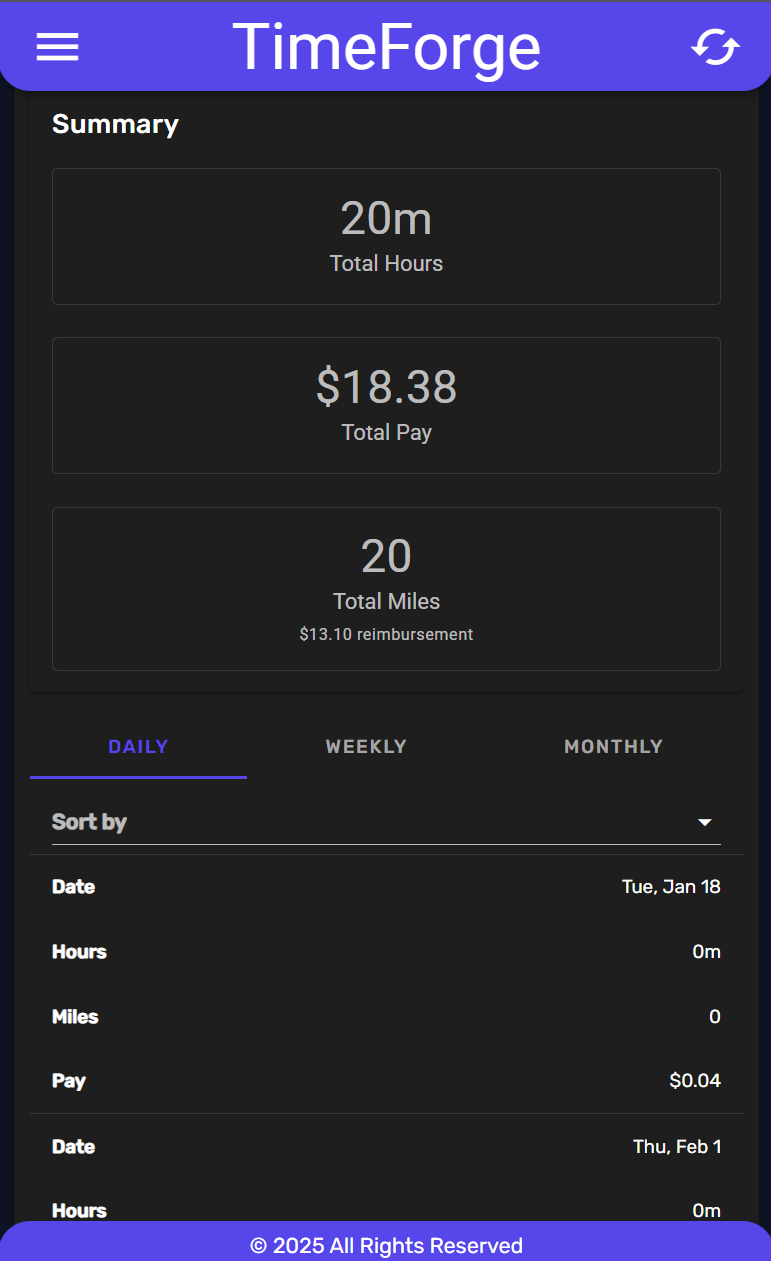 TimeForge
Summary
20m
Total Hours
$18.38
Total Pay
20
Total Miles
$13.10 reimbursement
DAILY WEEKLY MONTHLY
Sort by
Date Tue, Jan 18
Hours 0m
Miles 0
Pay $0.04
Date Thu, Feb 1
Hours 0m
© 2025 All Rights Reserved